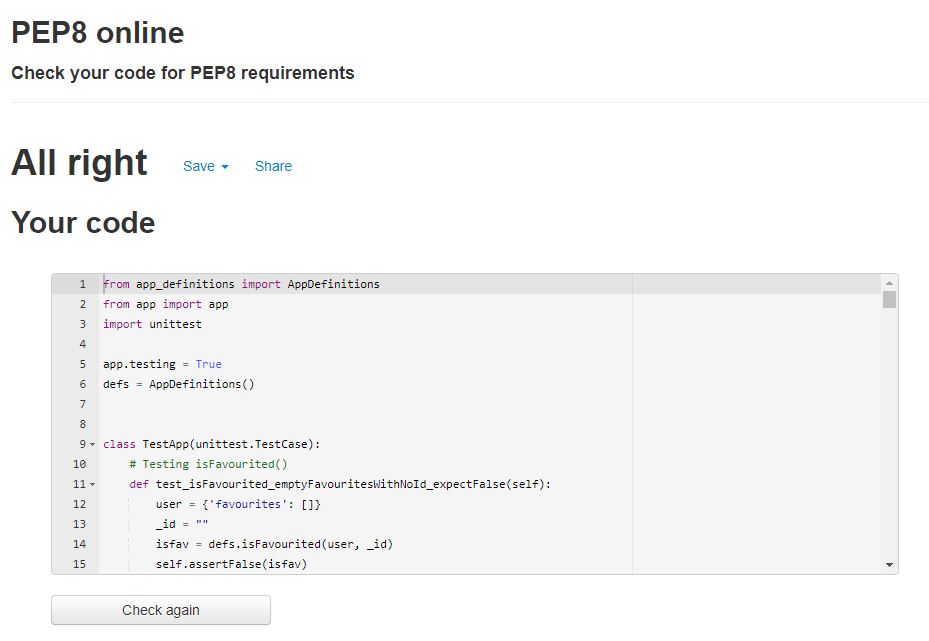 PEP8 online
Check your code for PEP8 requirements
All right Save Share
Your code
1 from app_definitions import AppDefinitions
2 from app import app
3 import unittest
4
5 app.testing = True
6 defs = AppDefinitions()
7
8
9 class TestApp(unittest.TestCase):
10 # Testing isFavourited()
11 def test_isFavourited_emptyFavouritesWithNoId_expectFalse(self):
12 user = {'favourites': []}
13 _id = ""
14 isfav = defs.isFavourited(user, _id)
15 self.assertFalse(isfav)
Check again